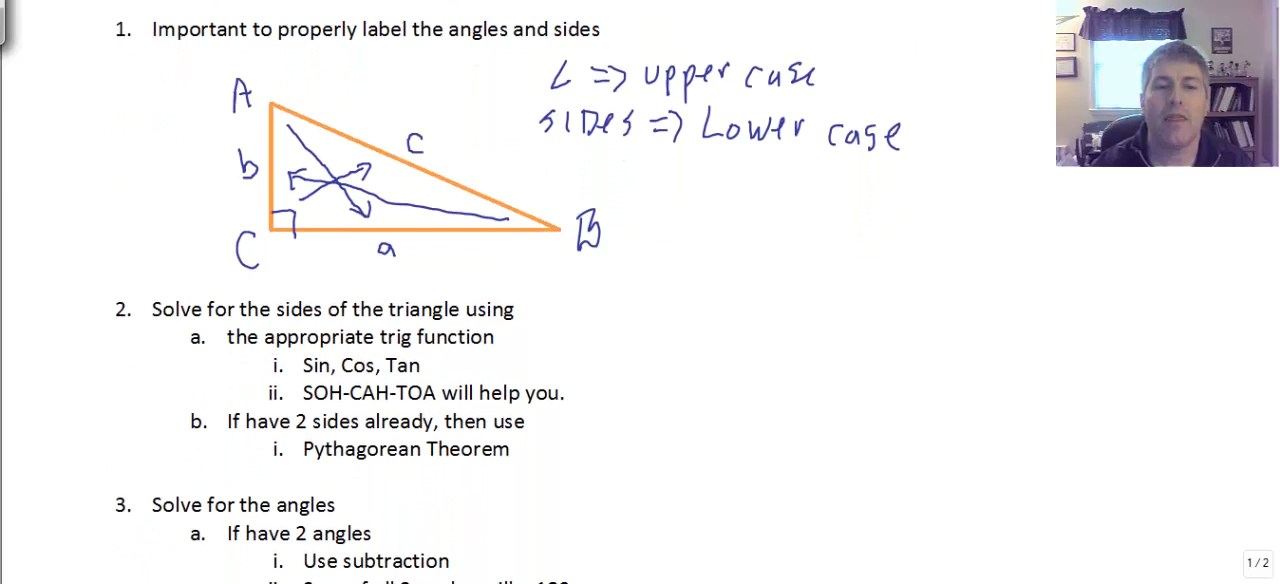 1. Important to properly label the angles and sides
∠ => upper case
SIDES => Lower case
A
c
b
C
a
B
2. Solve for the sides of the triangle using
a. the appropriate trig function
i. Sin, Cos, Tan
ii. SOH-CAH-TOA will help you.
b. If have 2 sides already, then use
i. Pythagorean Theorem
3. Solve for the angles
a. If have 2 angles
i. Use subtraction
1 / 2